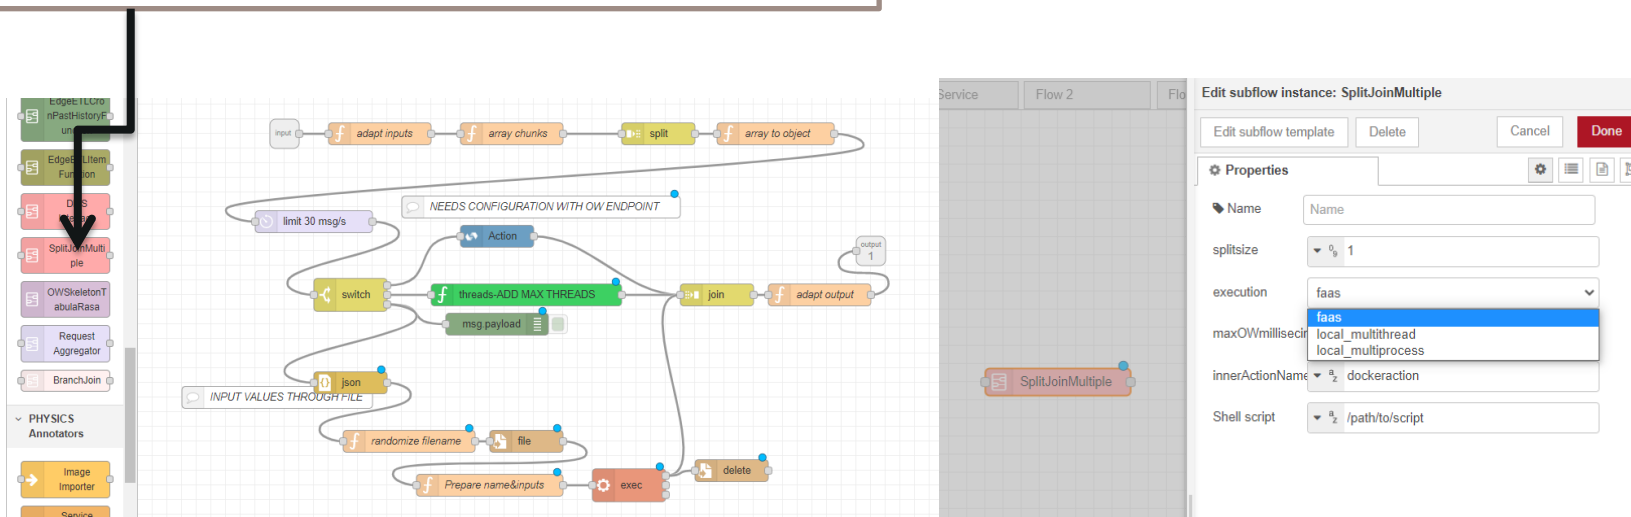 EdgeETLCro
nPastHistoryF
EdgeETLItem
Function
SplitJoinMulti
ple
OWSkeletonT
abulaRasa
Request
Aggregator
BranchJoin
PHYSICS
Annotators
Image
Importer
Service
input
adapt inputs
array chunks
split
array to object
limit 30 msg/s
NEEDS CONFIGURATION WITH OW ENDPOINT
Action
output
1
switch
threads-ADD MAX THREADS
join
adapt output
msg.payload
json
INPUT VALUES THROUGH FILE
randomize filename
file
Prepare name&inputs
exec
delete
Service
Flow 2
Flo
SplitJoinMultiple
Edit subflow instance: SplitJoinMultiple
Edit subflow template
Delete
Cancel
Done
Properties
Name
Name
splitsize
1
execution
faas
faas
maxOWmillisecin
local_multithread
local_multiprocess
innerActionName
dockeraction
Shell script
/path/to/script